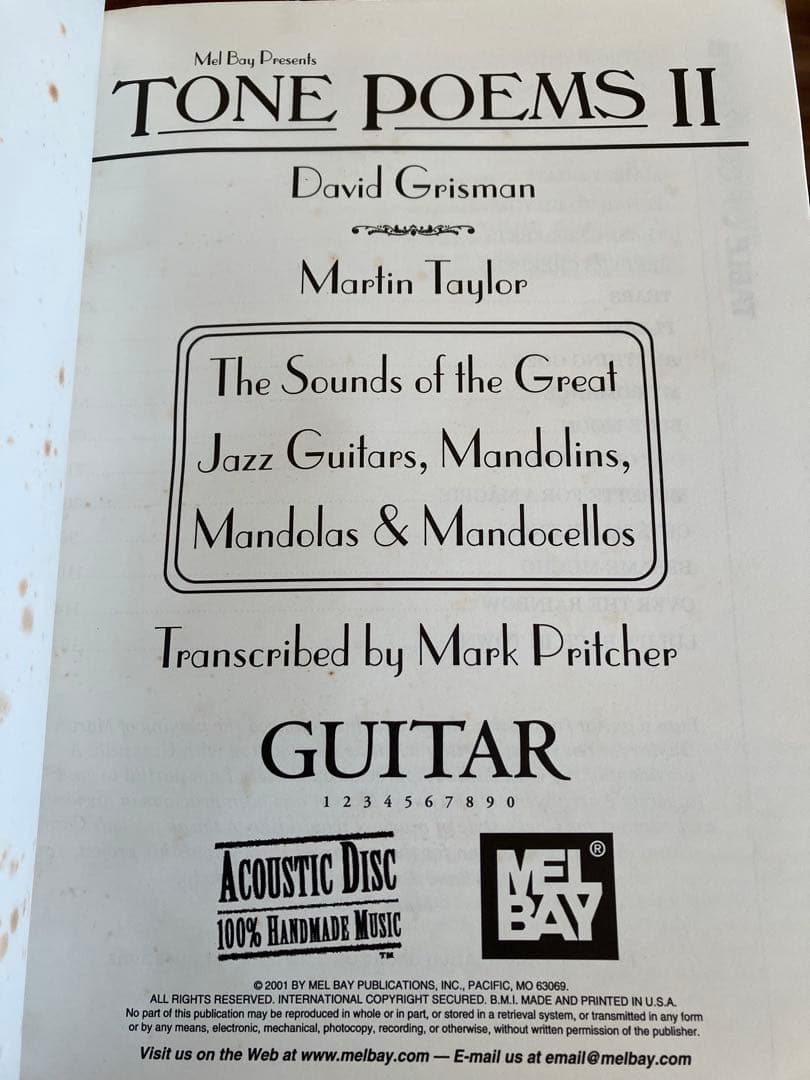 Mel Bay Presents
TONE POEMS II
David Grisman
Martin Taylor
The Sounds of the Great
Jazz Guitars, Mandolins,
Mandolas & Mandocellos
Transcribed by Mark Pritcher
GUITAR
1 2 3 4 5 6 7 8 9 0
ACOUSTIC DISC
100% HANDMADE MUSIC
™
MEL
BAY
®
© 2001 BY MEL BAY PUBLICATIONS, INC., PACIFIC, MO 63069.
ALL RIGHTS RESERVED. INTERNATIONAL COPYRIGHT SECURED. B.M.I. MADE AND PRINTED IN U.S.A.
No part of this publication may be reproduced in whole or in part, or stored in a retrieval system, or transmitted in any form
or by any means, electronic, mechanical, photocopy, recording, or otherwise, without written permission of the publisher.
Visit us on the Web at www.melbay.com — E-mail us at email@melbay.com